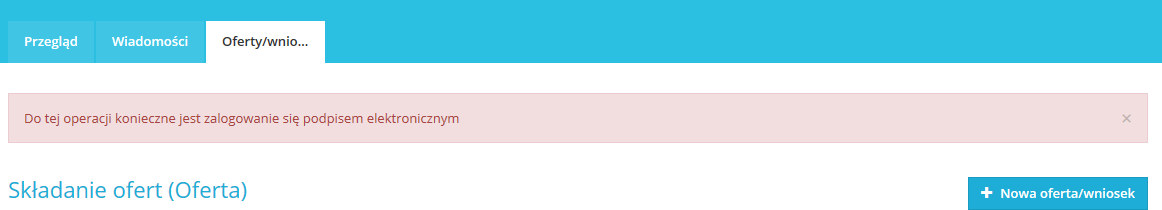 Przegląd
Wiadomości
Oferty/wnio...
Do tej operacji konieczne jest zalogowanie się podpisem elektronicznym
×
Składanie ofert (Oferta)
+ Nowa oferta/wniosek